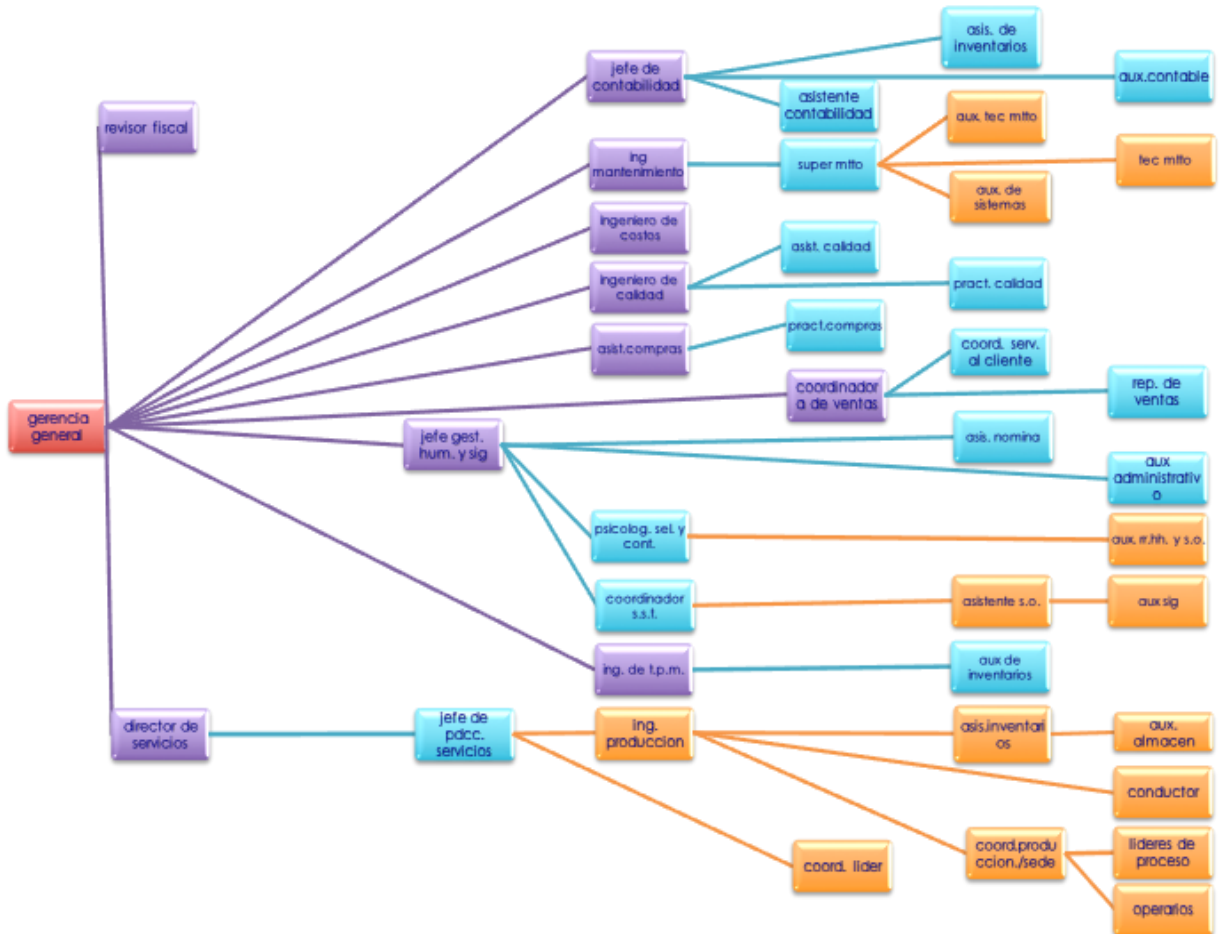 asis. de
inventarios
jefe de
contabilidad
aux.contable
asistente
contabilidad
revisor fiscal
aux. tec mtto
ing
mantenimiento
super mtto
tec mtto
aux. de
sistemas
ingeniero de
costos
asist. calidad
ingeniero de
calidad
pract. calidad
pract.compras
asist.compras
coord. serv.
al cliente
coordinador
a de ventas
rep. de
ventas
gerencia
general
jefe gest.
hum. y sig
asis. nomina
aux
administrativ
o
psicolog. sel. y
cont.
aux. rr.hh. y s.o.
coordinador
s.s.t.
asistente s.o.
aux sig
ing. de t.p.m.
aux de
inventarios
director de
servicios
jefe de
pdcc.
servicios
ing.
produccion
asis.inventari
os
aux.
almacen
conductor
coord. lider
coord.produ
ccion./sede
lideres de
proceso
operarios